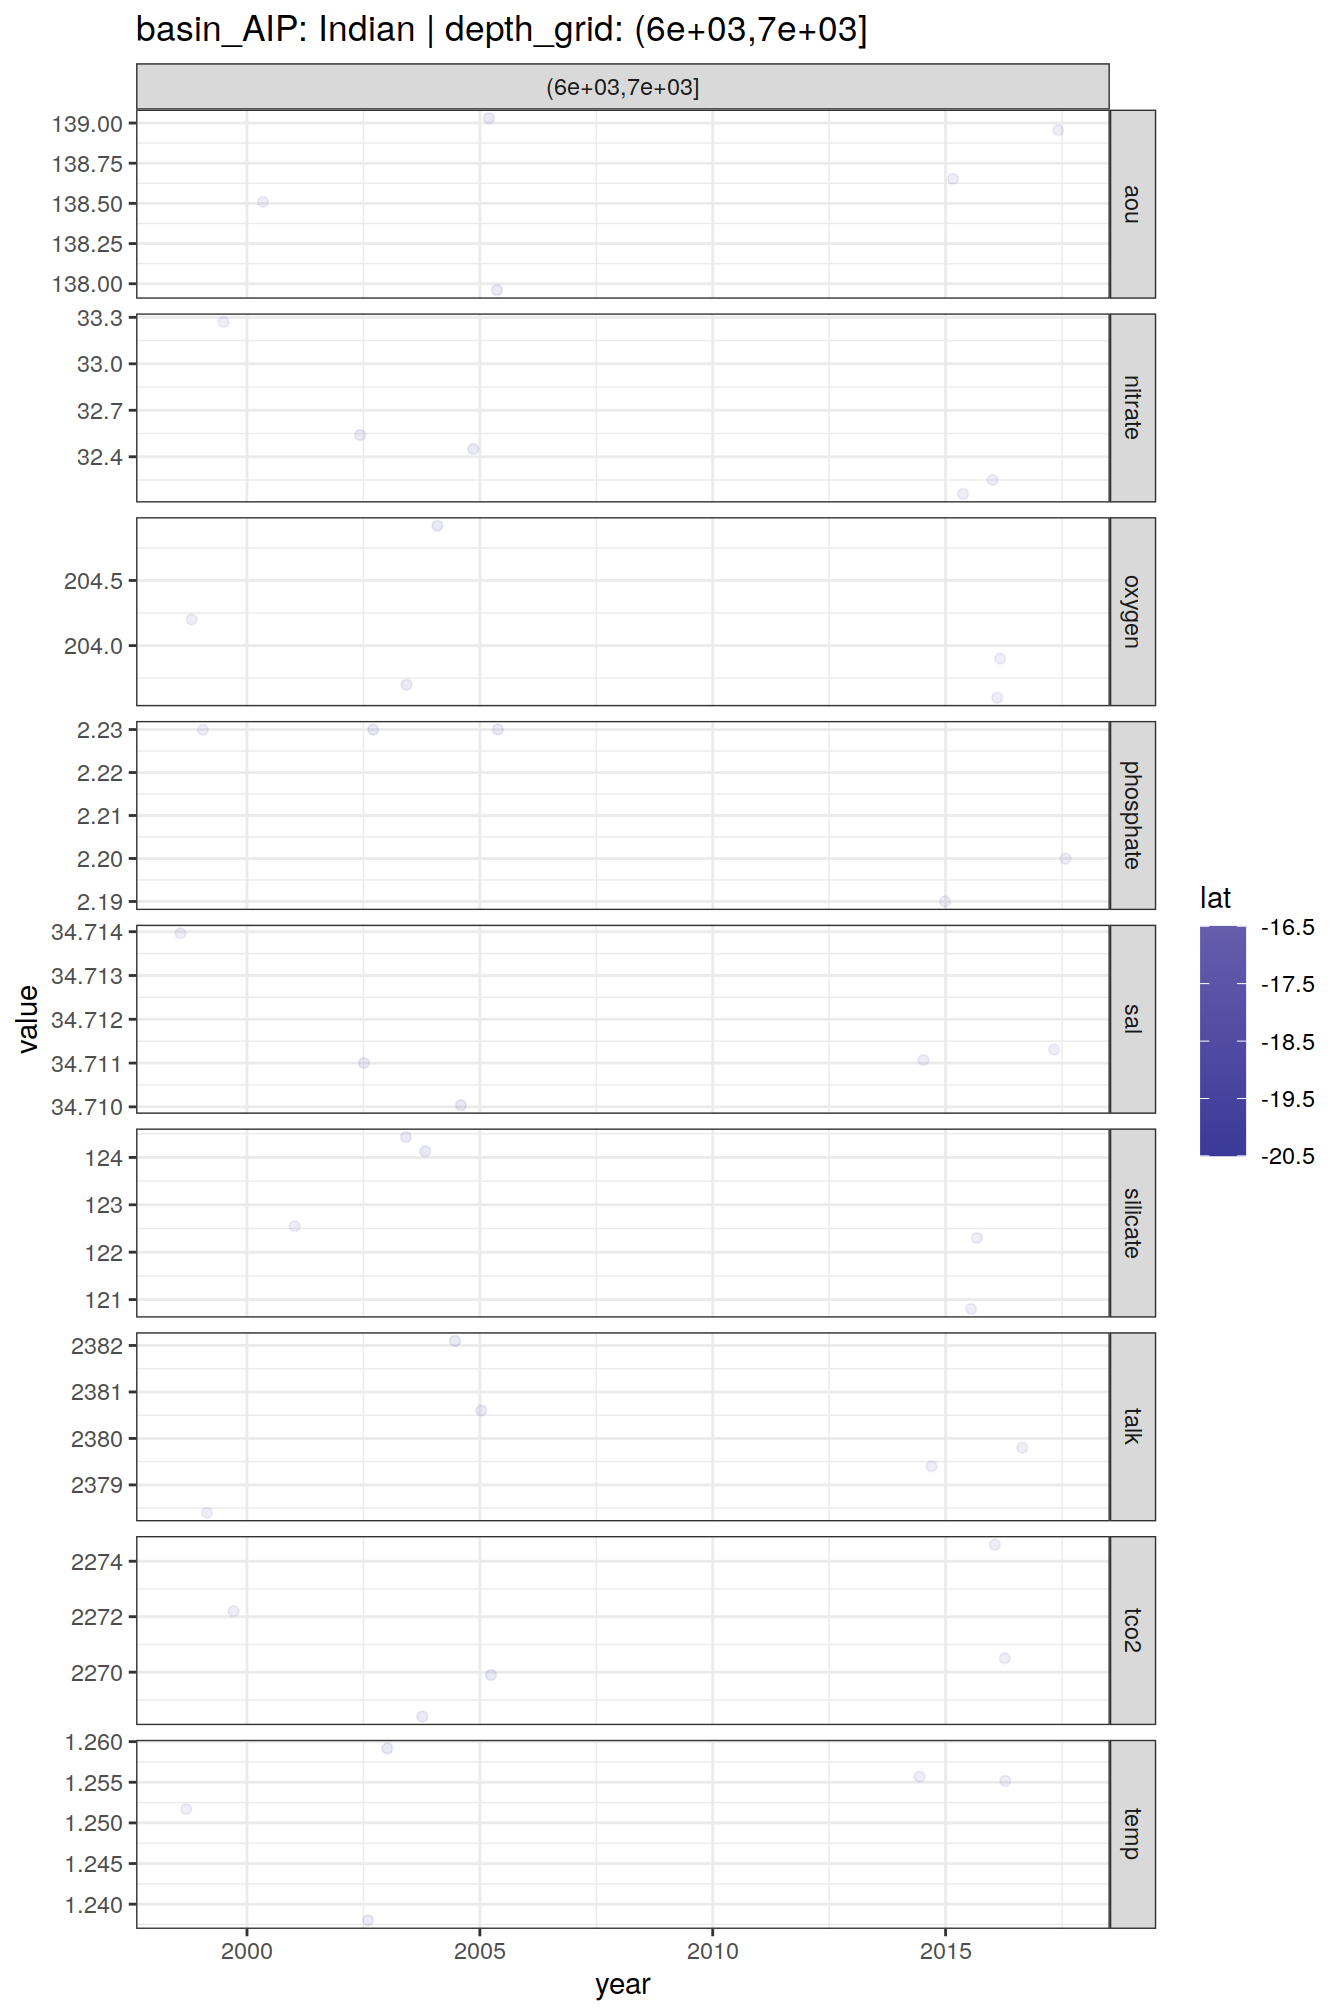 basin_AIP: Indian | depth_grid: (6e+03,7e+03]
(6e+03,7e+03]
139.00
138.75
138.50
138.25
138.00
aou
33.3
33.0
32.7
32.4
nitrate
204.5
204.0
oxygen
2.23
2.22
2.21
2.20
2.19
phosphate
34.714
34.713
34.712
34.711
34.710
sal
124
123
122
121
silicate
2382
2381
2380
2379
talk
2274
2272
2270
tco2
1.260
1.255
1.250
1.245
1.240
temp
2000 2005 2010 2015
year
value
lat
-16.5
-17.5
-18.5
-19.5
-20.5